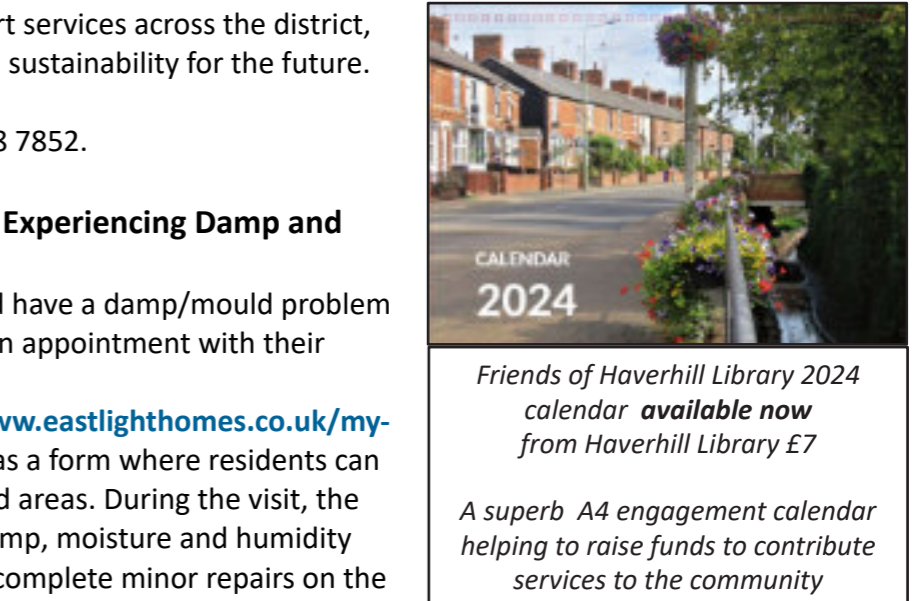 rt services across the district,
sustainability for the future.
8 7852.
Experiencing Damp and
have a damp/mould problem
n appointment with their
ww.eastlighthomes.co.uk/my-
as a form where residents can
d areas. During the visit, the
mp, moisture and humidity
complete minor repairs on the
CALENDAR
2024
Friends of Haverhill Library 2024
calendar available now
from Haverhill Library £7
A superb A4 engagement calendar
helping to raise funds to contribute
services to the community